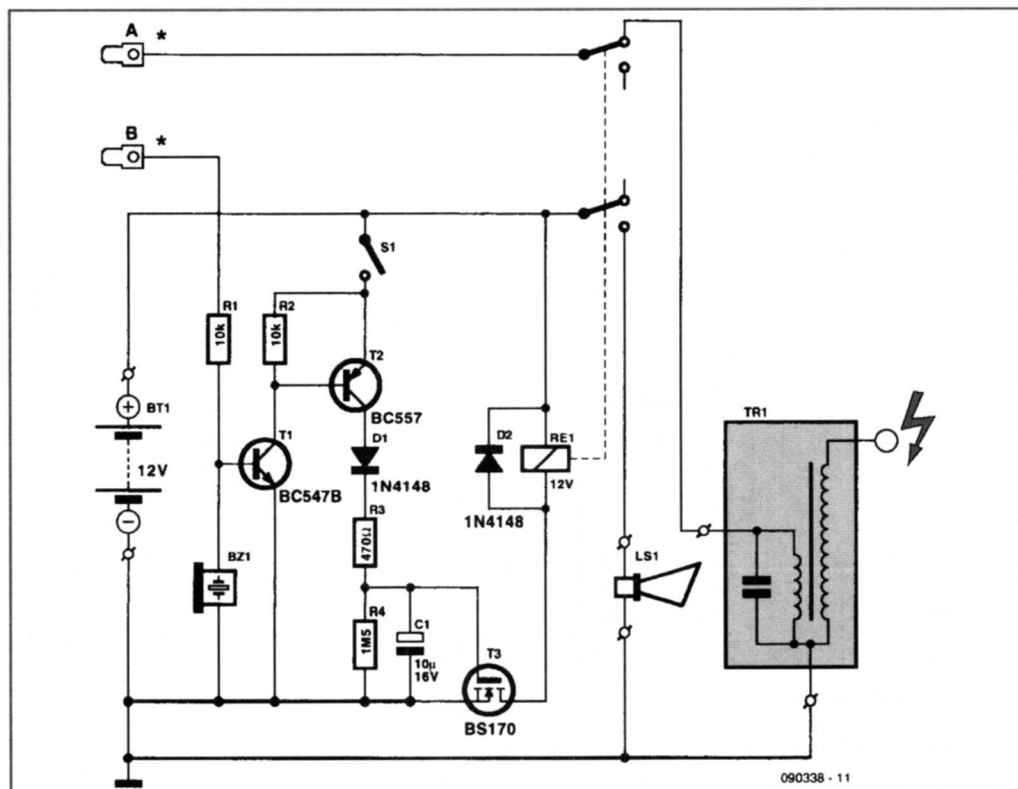 A *
B *
S1
R1
10k
R2
10k
T2
BC557
T1
BC547B
D1
1N4148
BT1
+
12V
−
D2
1N4148
RE1
12V
TR1
R3
470Ω
BZ1
LS1
R4
1M5
C1
10µ
16V
T3
BS170
090338 - 11